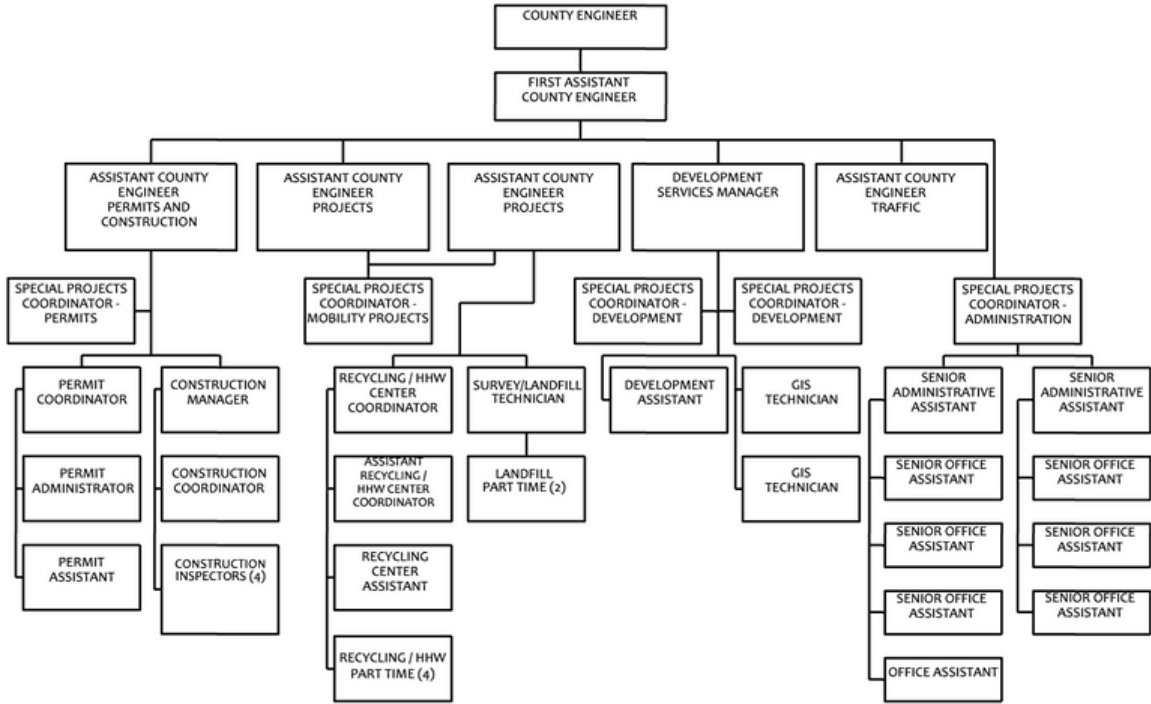 COUNTY ENGINEER
FIRST ASSISTANT
COUNTY ENGINEER
ASSISTANT COUNTY
ENGINEER
PERMITS AND
CONSTRUCTION
ASSISTANT COUNTY
ENGINEER
PROJECTS
ASSISTANT COUNTY
ENGINEER
PROJECTS
DEVELOPMENT
SERVICES MANAGER
ASSISTANT COUNTY
ENGINEER
TRAFFIC
SPECIAL PROJECTS
COORDINATOR -
PERMITS
SPECIAL PROJECTS
COORDINATOR -
MOBILITY PROJECTS
SPECIAL PROJECTS
COORDINATOR -
DEVELOPMENT
SPECIAL PROJECTS
COORDINATOR -
DEVELOPMENT
SPECIAL PROJECTS
COORDINATOR -
ADMINISTRATION
PERMIT
COORDINATOR
CONSTRUCTION
MANAGER
RECYCLING / HHW
CENTER
COORDINATOR
SURVEY/LANDFILL
TECHNICIAN
DEVELOPMENT
ASSISTANT
GIS
TECHNICIAN
SENIOR
ADMINISTRATIVE
ASSISTANT
SENIOR
ADMINISTRATIVE
ASSISTANT
PERMIT
ADMINISTRATOR
CONSTRUCTION
COORDINATOR
ASSISTANT
RECYCLING /
HHW CENTER
COORDINATOR
LANDFILL
PART TIME (2)
GIS
TECHNICIAN
SENIOR OFFICE
ASSISTANT
SENIOR OFFICE
ASSISTANT
PERMIT
ASSISTANT
CONSTRUCTION
INSPECTORS (4)
RECYCLING
CENTER
ASSISTANT
SENIOR OFFICE
ASSISTANT
SENIOR OFFICE
ASSISTANT
SENIOR OFFICE
ASSISTANT
SENIOR OFFICE
ASSISTANT
RECYCLING / HHW
PART TIME (4)
OFFICE ASSISTANT